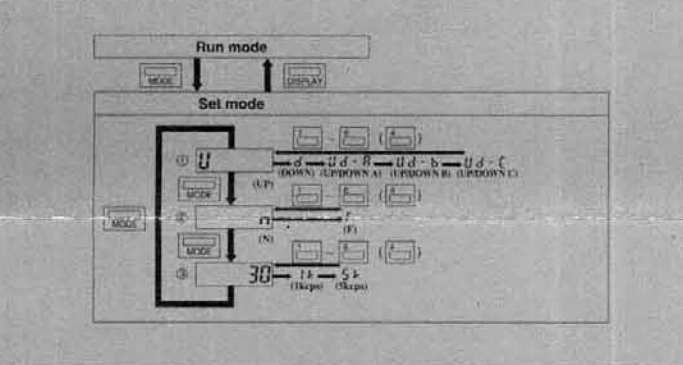 Run mode
MODE DISPLAY
Set mode
① U d Ud-A Ud-b Ud-C
(UP) (DOWN) (UP/DOWN A) (UP/DOWN B) (UP/DOWN C)
MODE
MODE
② n r
(N) (F)
MODE
③ 30 1k 5k
(1kcps) (5kcps)